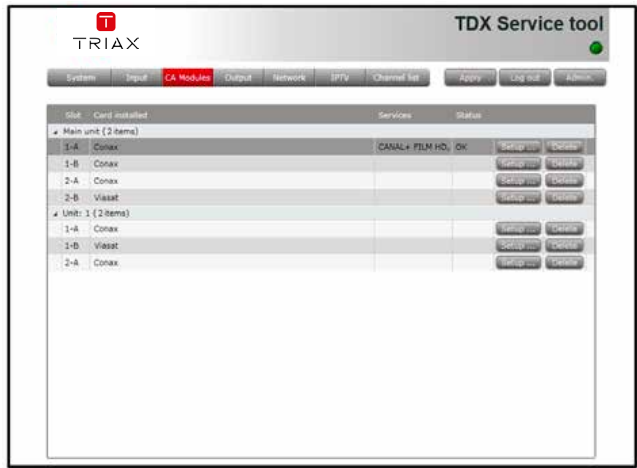 TRIAX
TDX Service tool
System Input CA Modules Output Network IPTV Channel list Apply Log out Admin.
Slot Card installed Services Status
Main unit (2 items)
1-A Conax CANAL+ FILM HD, OK Setup ... Delete
1-B Conax Setup ... Delete
2-A Conax Setup ... Delete
2-B Viasat Setup ... Delete
Unit: 1 (2 items)
1-A Conax Setup ... Delete
1-B Viasat Setup ... Delete
2-A Conax Setup ... Delete